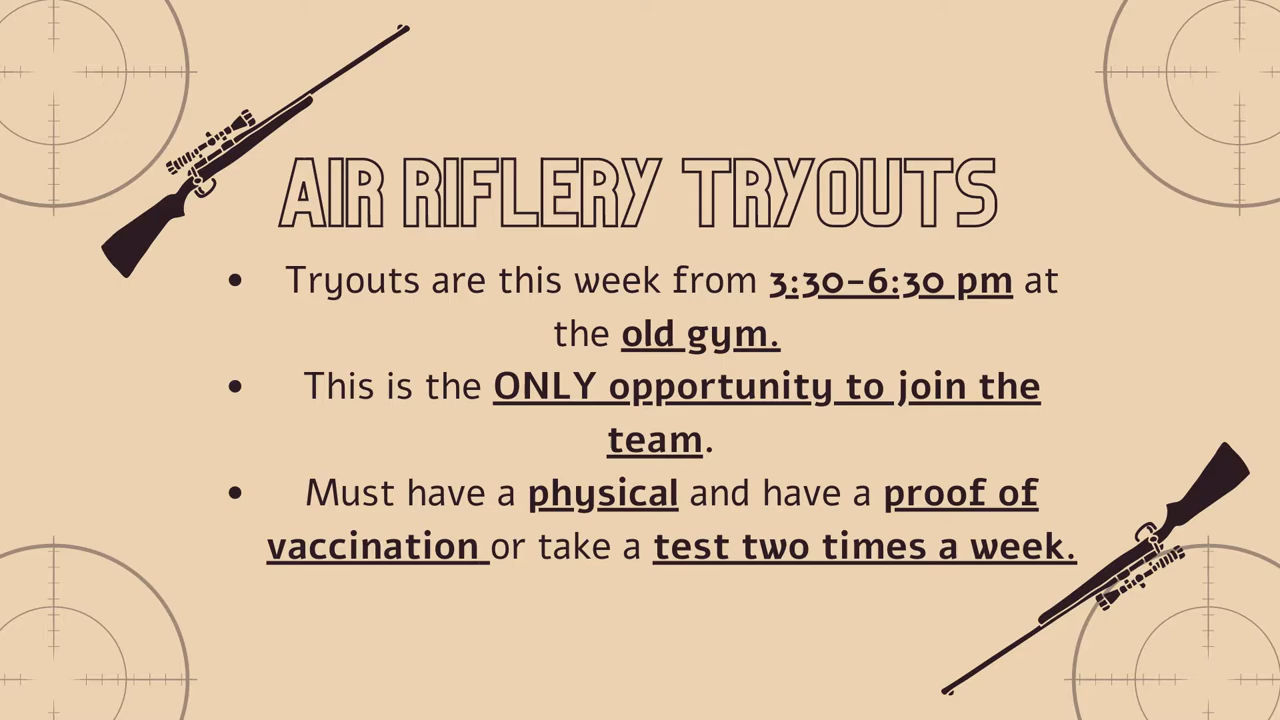 AIR RIFLERY TRYOUTS
• Tryouts are this week from 3:30-6:30 pm at
the old gym.
• This is the ONLY opportunity to join the
team.
• Must have a physical and have a proof of
vaccination or take a test two times a week.